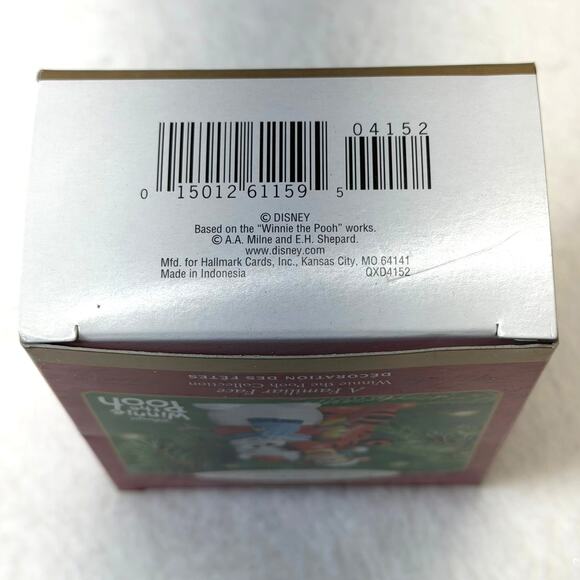 04152
0 15012 61159 5
© DISNEY
Based on the "Winnie the Pooh" works.
© A.A. Milne and E.H. Shepard.
www.disney.com
Mfd. for Hallmark Cards, Inc., Kansas City, MO 64141
Made in Indonesia QXD4152
DÉCORATION DES FÊTES
Winnie the Pooh Collection
A Familiar Face
Winnie
the
Pooh